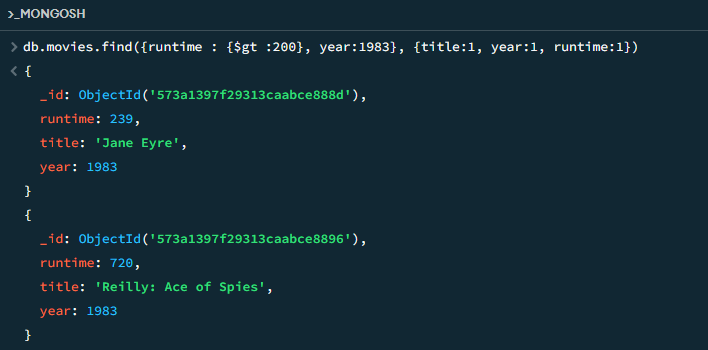 >_MONGOSH
> db.movies.find({runtime : {$gt :200}, year:1983}, {title:1, year:1, runtime:1})
< {
_id: ObjectId('573a1397f29313caabce888d'),
runtime: 239,
title: 'Jane Eyre',
year: 1983
}
{
_id: ObjectId('573a1397f29313caabce8896'),
runtime: 720,
title: 'Reilly: Ace of Spies',
year: 1983
}